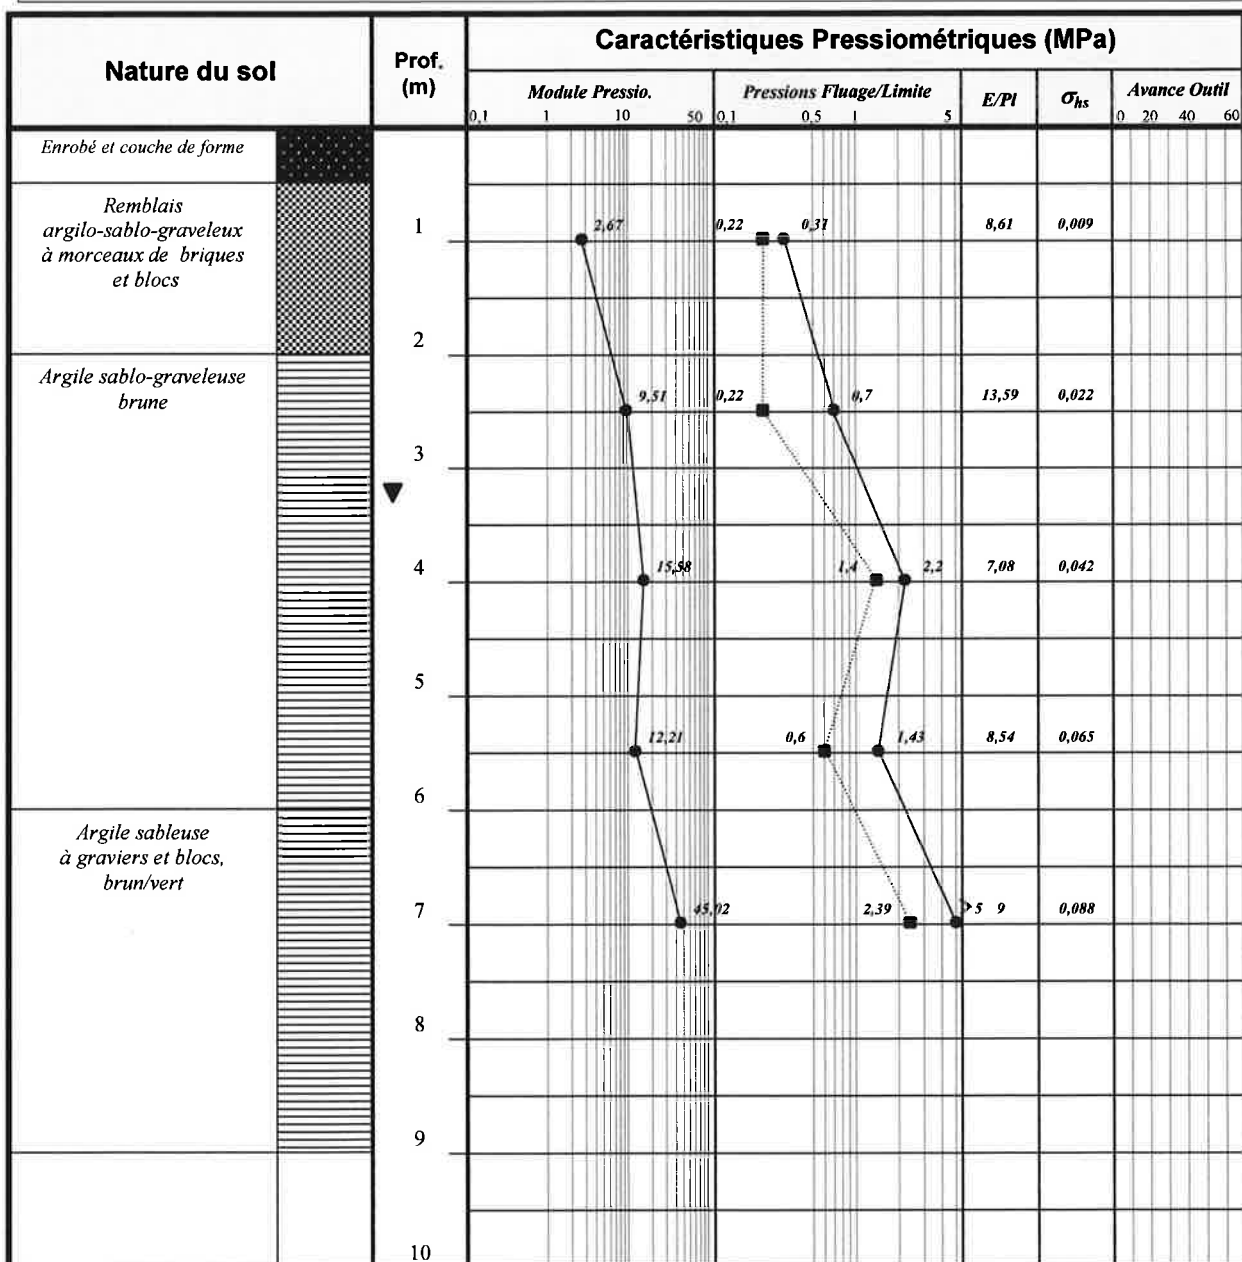 Caractéristiques Pressiométriques (MPa)
Nature du sol
Prof.
(m)
Module Pressio.
Pressions Fluage/Limite
E/Pl
σhs
Avance Outil
0,1 1 10 50
0,1 0,5 1 5
0 20 40 60
Enrobé et couche de forme
Remblais
argilo-sablo-graveleux
à morceaux de briques
et blocs
1
2,67 0,22 0,31 8,61 0,009
2
Argile sablo-graveleuse
brune
9,51 0,22 0,7 13,59 0,022
3
4
15,58 1,4 2,2 7,08 0,042
5
12,21 0,6 1,43 8,54 0,065
6
Argile sableuse
à graviers et blocs,
brun/vert
7
45,02 2,39 > 5 9 0,088
8
9
10